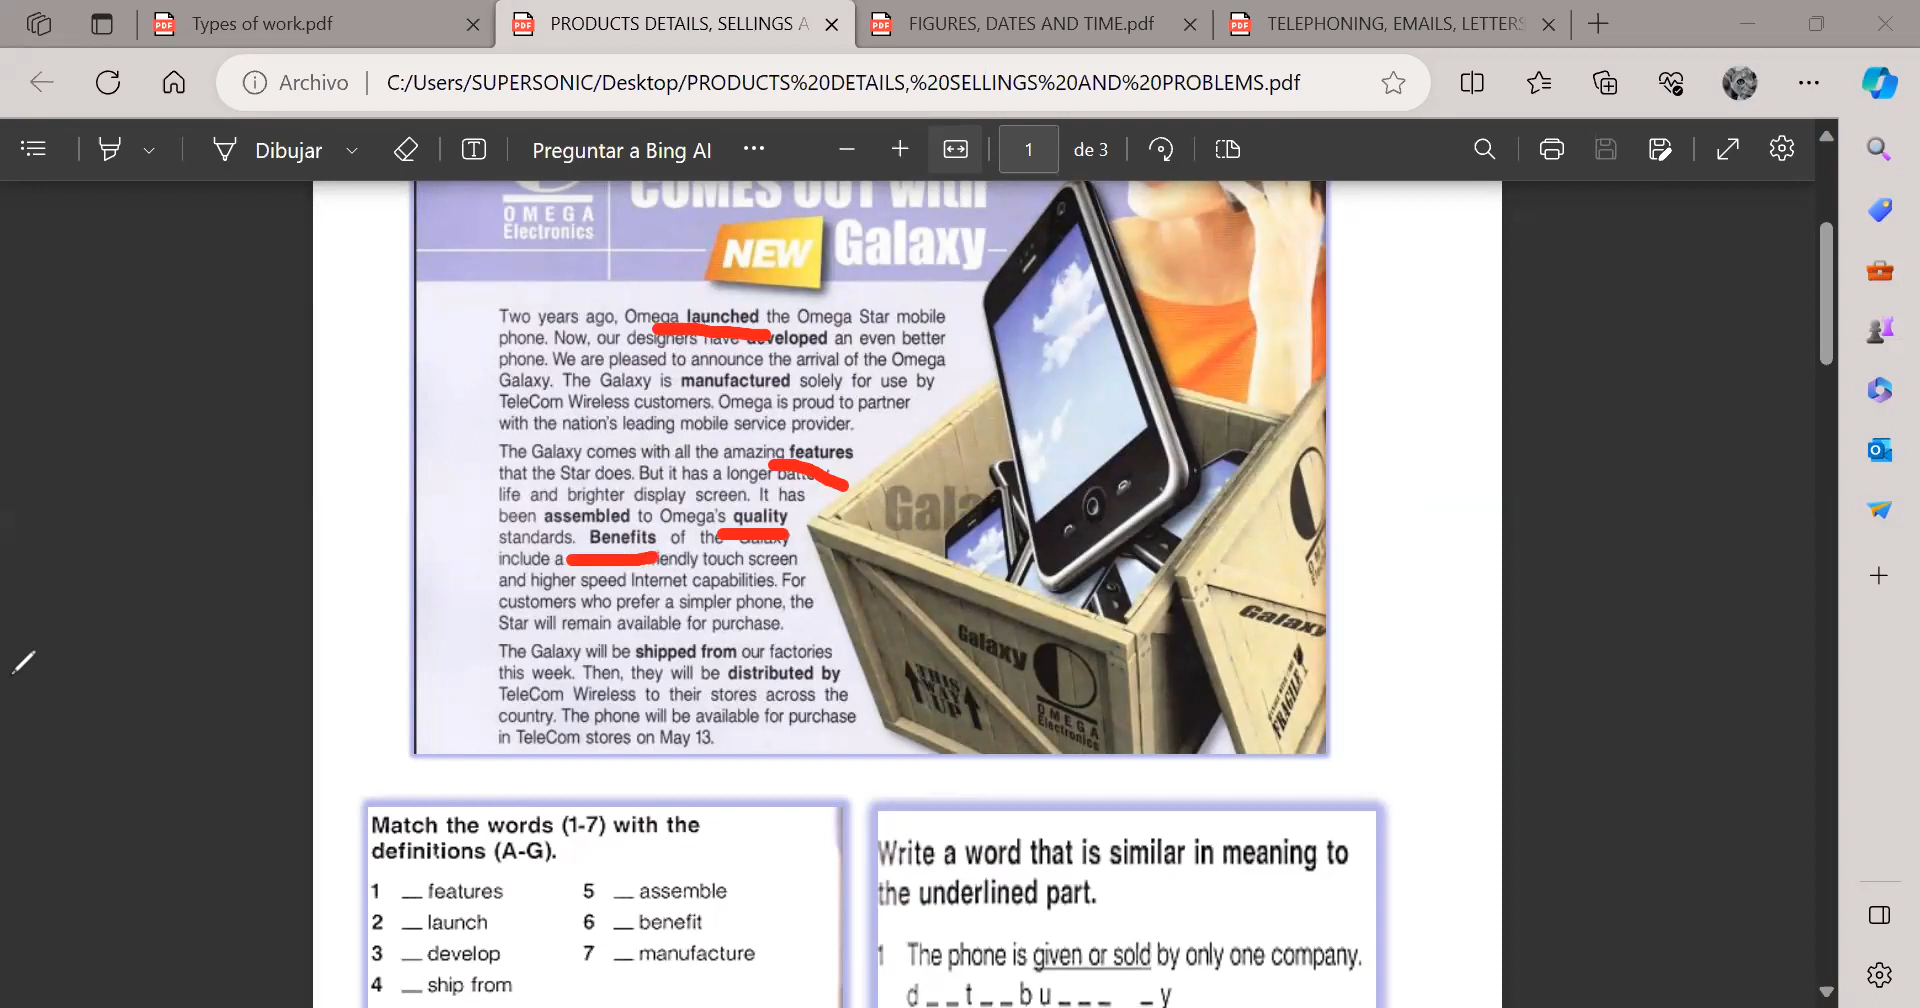 Types of work.pdf
PRODUCTS DETAILS, SELLINGS A
FIGURES, DATES AND TIME.pdf
TELEPHONING, EMAILS, LETTERS
Archivo
C:/Users/SUPERSONIC/Desktop/PRODUCTS%20DETAILS,%20SELLINGS%20AND%20PROBLEMS.pdf
Dibujar
Preguntar a Bing AI
1
de 3
COMES OUT with
OMEGA
Electronics
NEW
Galaxy
Two years ago, Omega launched the Omega Star mobile
phone. Now, our designers have developed an even better
phone. We are pleased to announce the arrival of the Omega
Galaxy. The Galaxy is manufactured solely for use by
TeleCom Wireless customers. Omega is proud to partner
with the nation's leading mobile service provider.
The Galaxy comes with all the amazing features
that the Star does. But it has a longer battery
life and brighter display screen. It has
been assembled to Omega's quality
standards. Benefits of the Galaxy
include a iendly touch screen
and higher speed Internet capabilities. For
customers who prefer a simpler phone, the
Star will remain available for purchase.
The Galaxy will be shipped from our factories
this week. Then, they will be distributed by
TeleCom Wireless to their stores across the
country. The phone will be available for purchase
in TeleCom stores on May 13.
Gala
Galaxy
THIS
WAY
UP
OMEGA
Electronics
Galaxy
FRAGILE
Match the words (1-7) with the
definitions (A-G).
1 __ features
2 __ launch
3 __ develop
4 __ ship from
5 __ assemble
6 __ benefit
7 __ manufacture
Write a word that is similar in meaning to
the underlined part.
1 The phone is given or sold by only one company.
d _ _ t _ _ b u _ _ _ _ y